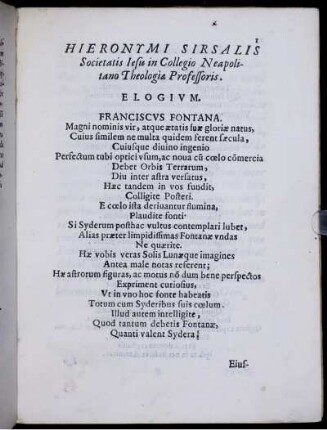 1
HIERONYMI SIRSALIS
Societatis Iesu in Collegio Neapoli-
tano Theologiæ Professoris.
ELOGIVM.
FRANCISCVS FONTANA.
Magni nominis vir, atque ætatis suæ gloriæ natus,
Cuius similem ne multa quidem ferent sæcula,
Cuiusque diuino ingenio
Perfectum tubi optici vsum, ac noua cũ cœlo cõmercia
Debet Orbis Terrarum,
Diu inter astra versatus,
Hæc tandem in vos fundit,
Colligite Posteri.
E cœlo ista deriuantur flumina,
Plaudite fonti.
Si Syderum posthac vultus contemplari lubet,
Alias præter limpidissimas Fontanæ vndas
Ne quærite.
Hæ vobis veras Solis Lunæque imagines
Antea male notas referent;
Hæ astrorum figuras, ac motus nõ dum bene perspectos
Expriment curiosius,
Vt in vno hoc fonte habeatis
Totum cum Syderibus suis cœlum.
Illud autem intelligite,
Quod tantum debetis Fontanæ,
Quanti valent Sydera;
Eius-